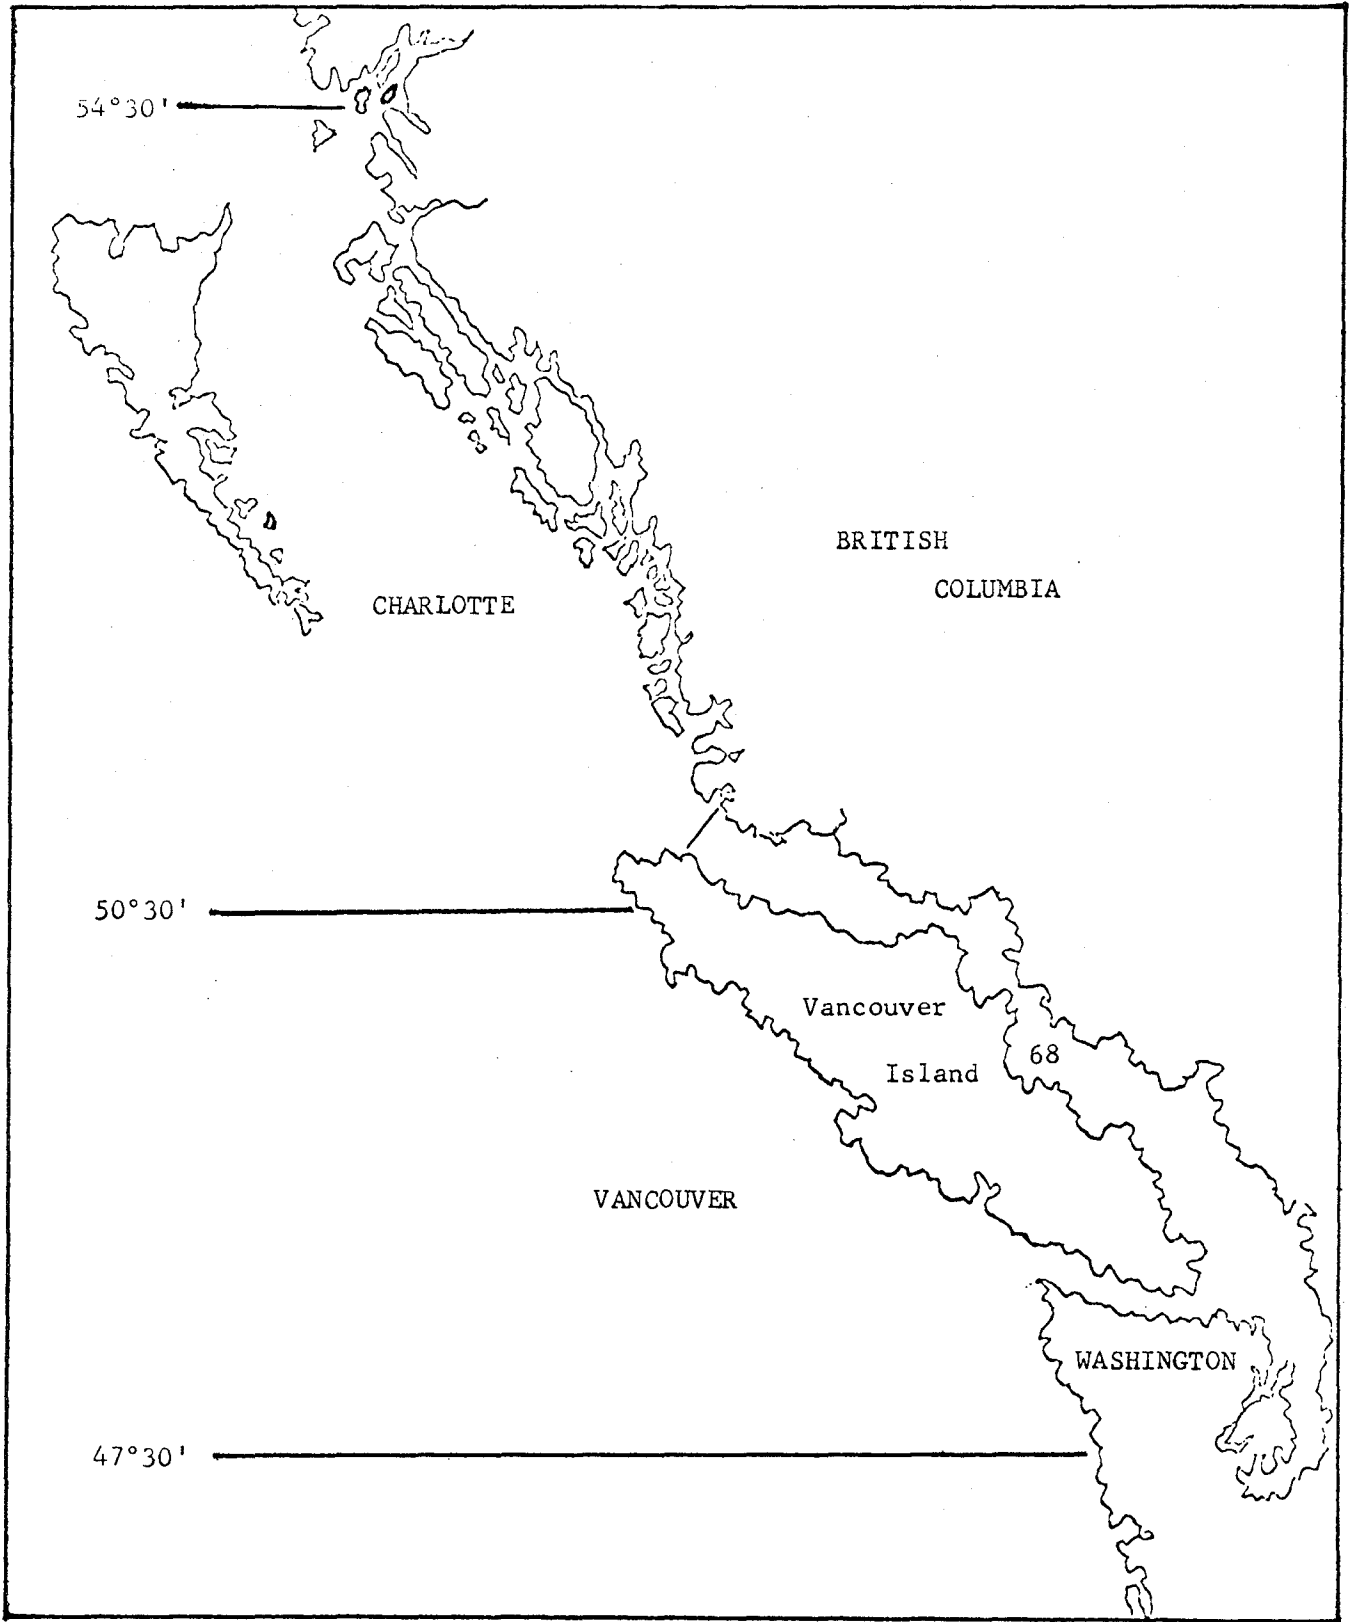 54°30'
BRITISH
COLUMBIA
CHARLOTTE
50°30'
Vancouver
68
Island
VANCOUVER
WASHINGTON
47°30'